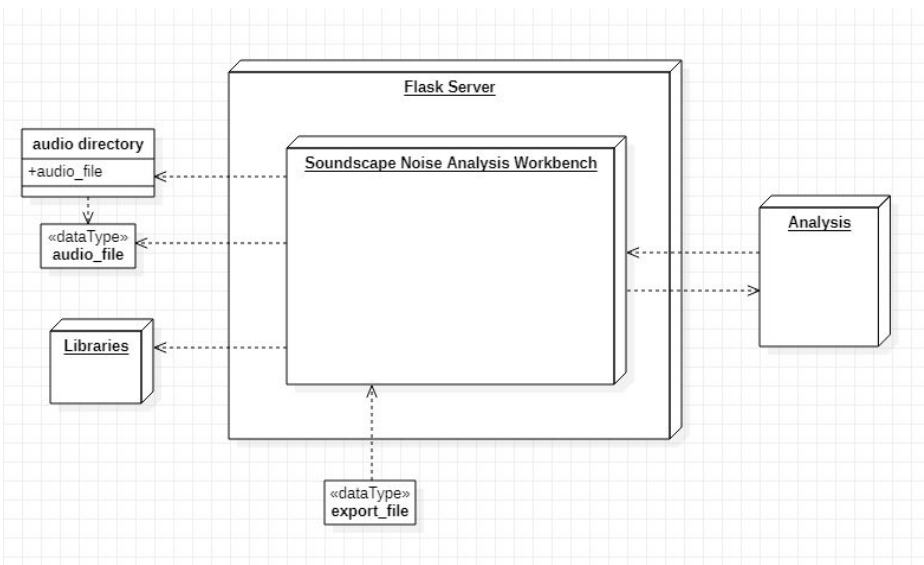 Flask Server
audio directory
+audio_file
Soundscape Noise Analysis Workbench
«dataType»
audio_file
Analysis
Libraries
«dataType»
export_file